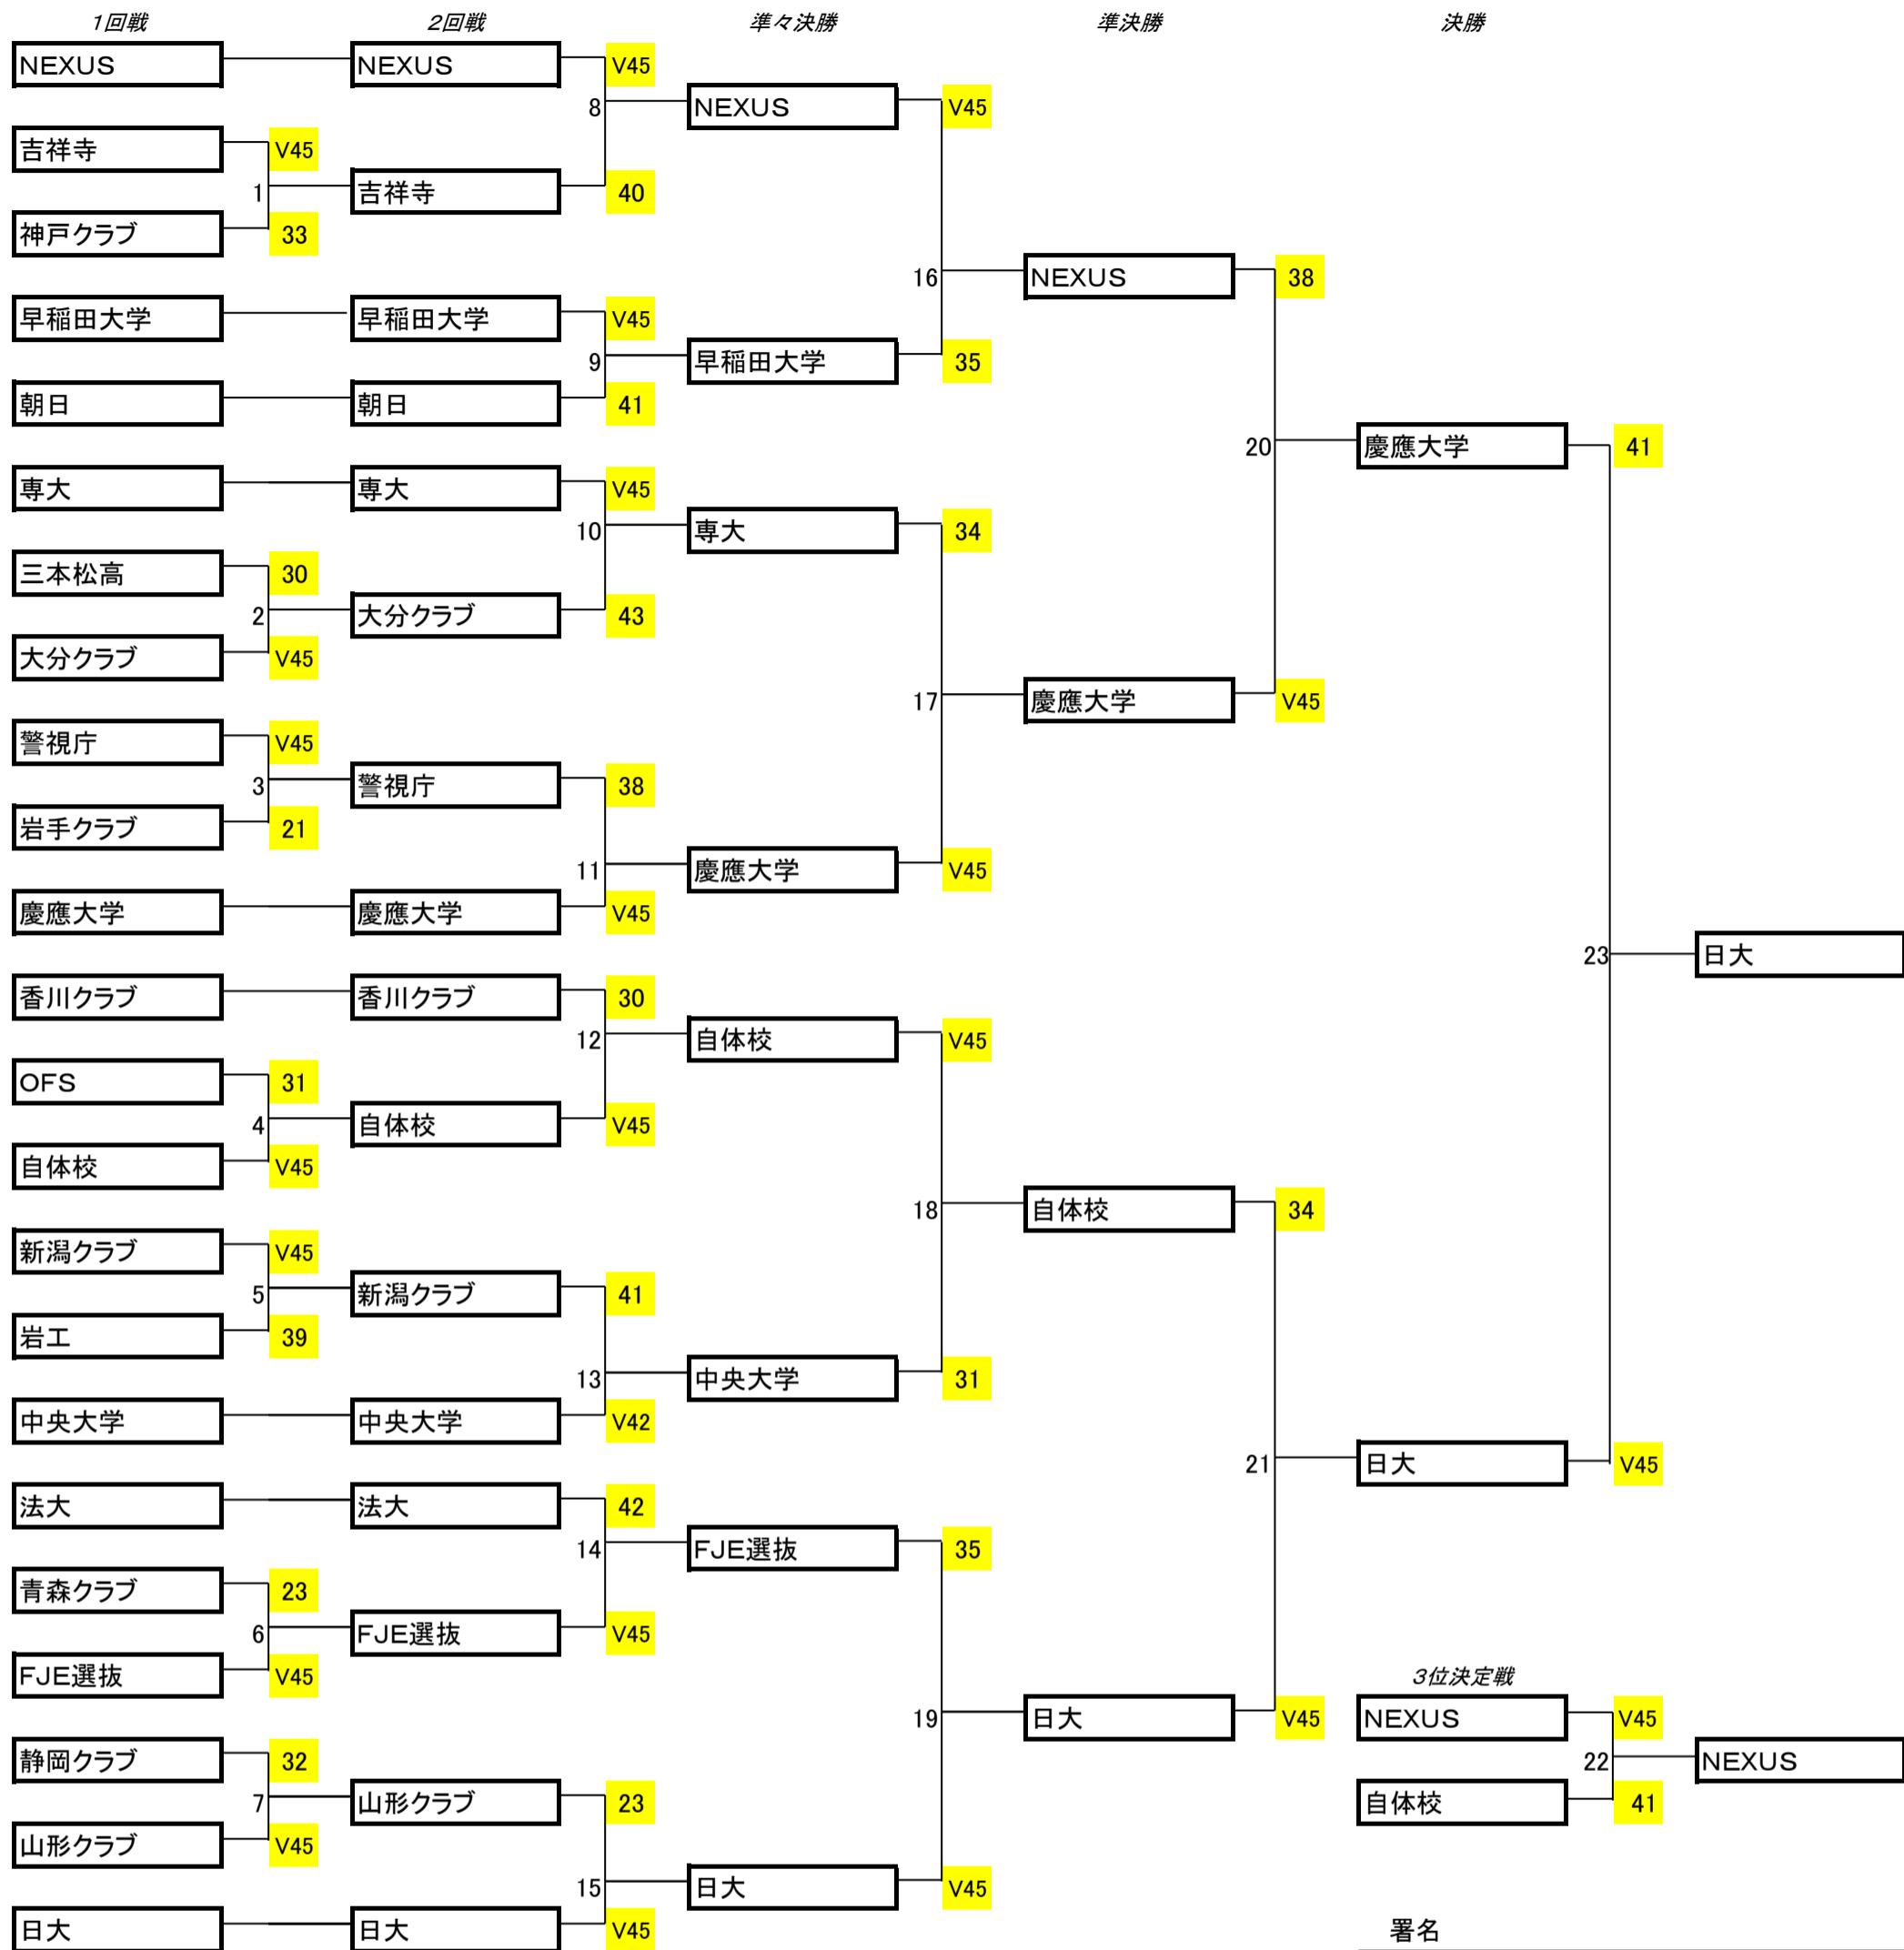 1回戦 2回戦 準々決勝 準決勝 決勝
NEXUS NEXUS V45
8 NEXUS V45
吉祥寺 V45
1 吉祥寺 40
神戸クラブ 33
16 NEXUS 38
早稲田大学 早稲田大学 V45
9 早稲田大学 35
朝日 朝日 41
20 慶應大学 41
専大 専大 V45
10 専大 34
三本松高 30
2 大分クラブ 43
大分クラブ V45
17 慶應大学 V45
警視庁 V45
3 警視庁 38
岩手クラブ 21
11 慶應大学 V45
慶應大学 慶應大学 V45
23 日大
香川クラブ 香川クラブ 30
12 自体校 V45
OFS 31
4 自体校 V45
自体校 V45
18 自体校 34
新潟クラブ V45
5 新潟クラブ 41
岩工 39
13 中央大学 31
中央大学 中央大学 V42
21 日大 V45
法大 法大 42
14 FJE選抜 35
青森クラブ 23
6 FJE選抜 V45
FJE選抜 V45
3位決定戦
19 日大 V45 NEXUS V45
静岡クラブ 32
22 NEXUS
7 山形クラブ 23 自体校 41
山形クラブ V45
15 日大 V45
日大 日大 V45
署名